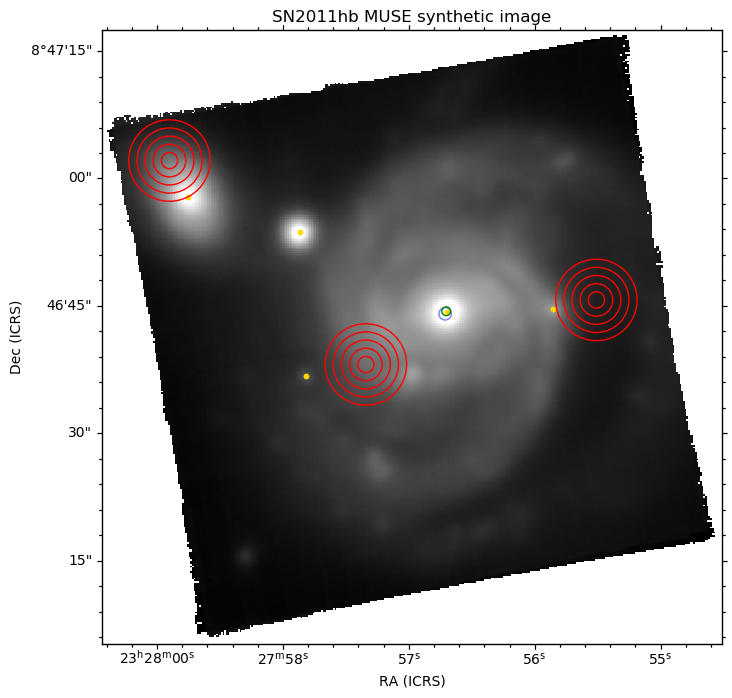 SN2011hb MUSE synthetic image
8°47'15"
00"
46'45"
30"
15"
Dec (ICRS)
23ʰ28ᵐ00ˢ 27ᵐ58ˢ 57ˢ 56ˢ 55ˢ
RA (ICRS)